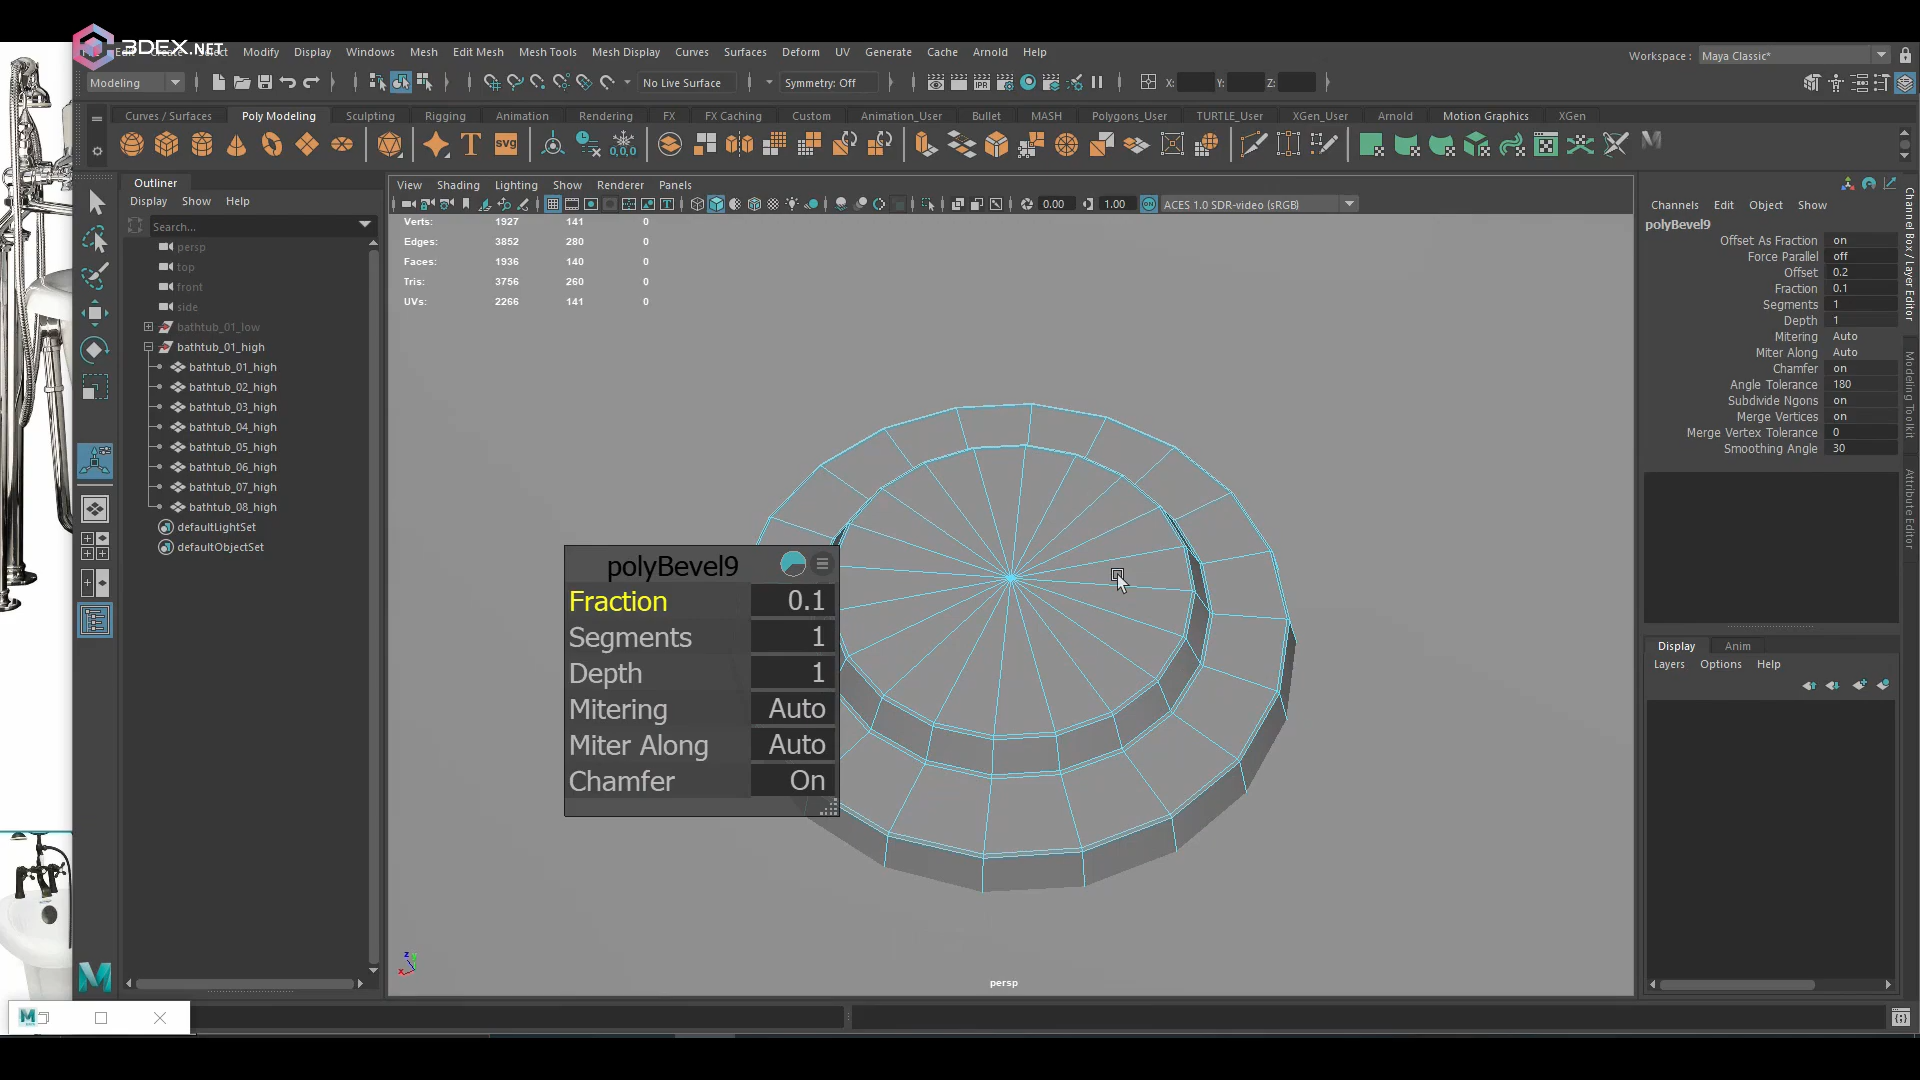 3DEX.NET
Edit Create Select Modify Display Windows Mesh Edit Mesh Mesh Tools Mesh Display Curves Surfaces Deform UV Generate Cache Arnold Help
Workspace : Maya Classic*
Modeling
No Live Surface
Symmetry: Off
X: Y: Z:
Curves / Surfaces Poly Modeling Sculpting Rigging Animation Rendering FX FX Caching Custom Animation_User Bullet MASH Polygons_User TURTLE_User XGen_User Arnold Motion Graphics XGen
svg
0,0,0
Outliner
Display Show Help
Search...
persp
top
front
side
bathtub_01_low
bathtub_01_high
bathtub_01_high
bathtub_02_high
bathtub_03_high
bathtub_04_high
bathtub_05_high
bathtub_06_high
bathtub_07_high
bathtub_08_high
defaultLightSet
defaultObjectSet
View Shading Lighting Show Renderer Panels
0.00 1.00 ACES 1.0 SDR-video (sRGB)
Verts: 1927 141 0
Edges: 3852 280 0
Faces: 1936 140 0
Tris: 3756 260 0
UVs: 2266 141 0
polyBevel9
Fraction 0.1
Segments 1
Depth 1
Mitering Auto
Miter Along Auto
Chamfer On
persp
Channels Edit Object Show
polyBevel9
Offset As Fraction on
Force Parallel off
Offset 0.2
Fraction 0.1
Segments 1
Depth 1
Mitering Auto
Miter Along Auto
Chamfer on
Angle Tolerance 180
Subdivide Ngons on
Merge Vertices on
Merge Vertex Tolerance 0
Smoothing Angle 30
Display Anim
Layers Options Help
Channel Box / Layer Editor
Modeling Toolkit
Attribute Editor